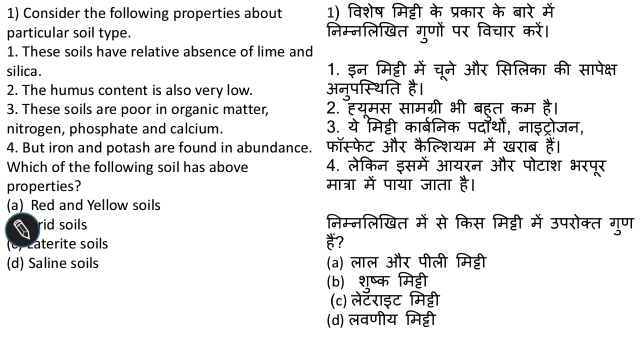 1) Consider the following properties about
particular soil type.
1. These soils have relative absence of lime and
silica.
2. The humus content is also very low.
3. These soils are poor in organic matter,
nitrogen, phosphate and calcium.
4. But iron and potash are found in abundance.
Which of the following soil has above
properties?
(a) Red and Yellow soils
rid soils
Laterite soils
(d) Saline soils
1) विशेष मिट्टी के प्रकार के बारे में
निम्नलिखित गुणों पर विचार करें।
1. इन मिट्टी में चूने और सिलिका की सापेक्ष
अनुपस्थिति है।
2. ह्यूमस सामग्री भी बहुत कम है।
3. ये मिट्टी कार्बनिक पदार्थों, नाइट्रोजन,
फॉस्फेट और कैल्शियम में खराब हैं।
4. लेकिन इसमें आयरन और पोटाश भरपूर
मात्रा में पाया जाता है।
निम्नलिखित में से किस मिट्टी में उपरोक्त गुण
हैं?
(a) लाल और पीली मिट्टी
(b) शुष्क मिट्टी
(c) लेटराइट मिट्टी
(d) लवणीय मिट्टी